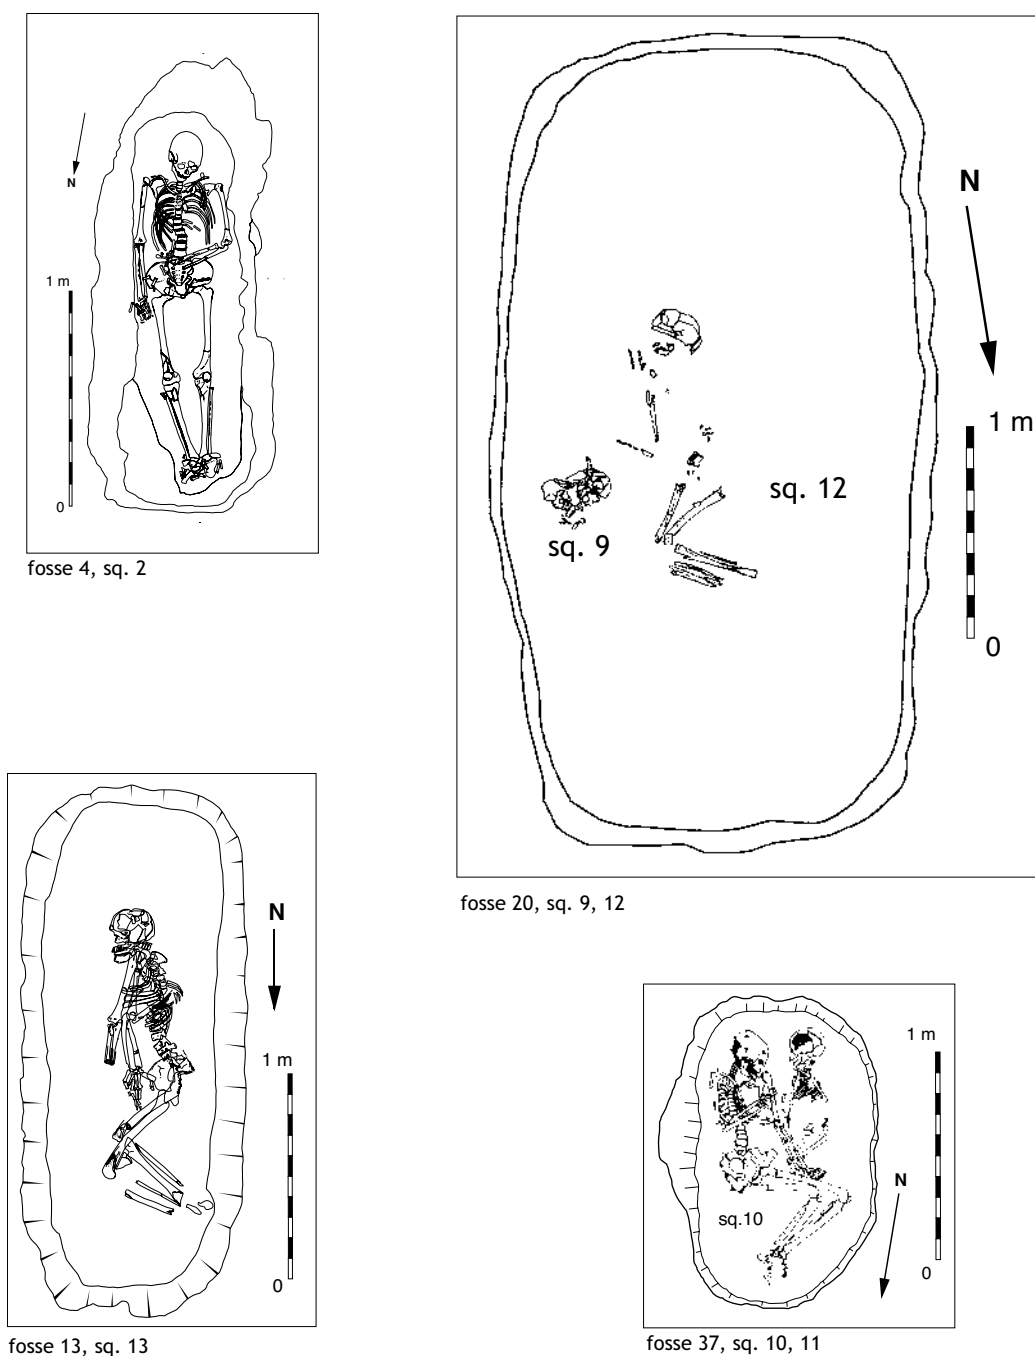 N
1 m
0
fosse 4, sq. 2
N
1 m
0
sq. 12
sq. 9
fosse 20, sq. 9, 12
N
1 m
0
fosse 13, sq. 13
1 m
N
sq.10
0
fosse 37, sq. 10, 11